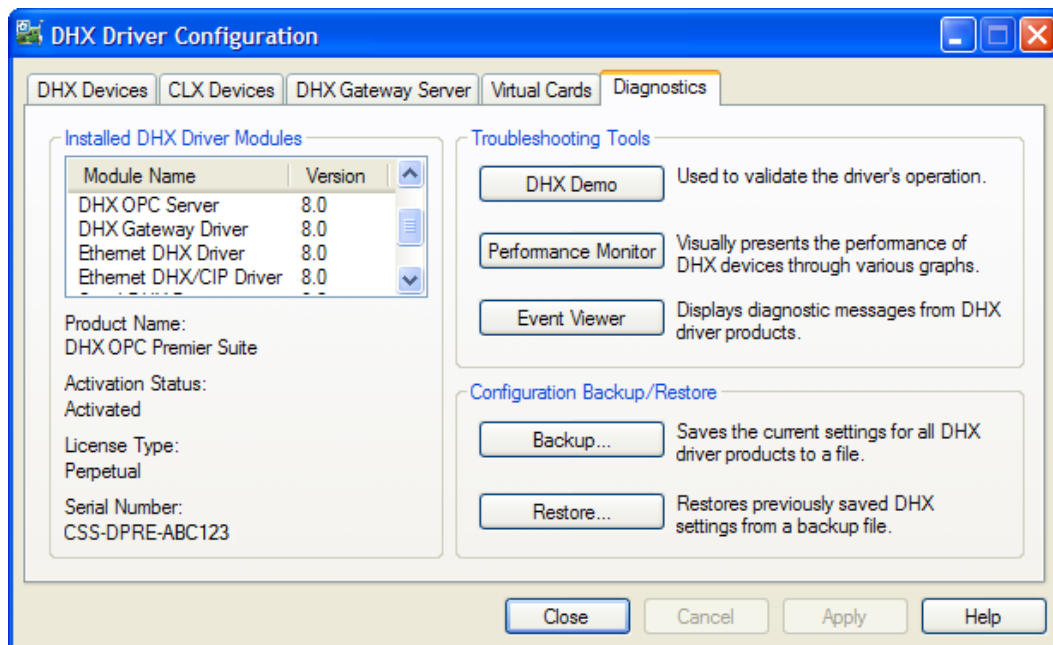 DHX Driver Configuration
DHX Devices
CLX Devices
DHX Gateway Server
Virtual Cards
Diagnostics
Installed DHX Driver Modules
Module Name Version
DHX OPC Server 8.0
DHX Gateway Driver 8.0
Ethernet DHX Driver 8.0
Ethernet DHX/CIP Driver 8.0
Product Name:
DHX OPC Premier Suite
Activation Status:
Activated
License Type:
Perpetual
Serial Number:
CSS-DPRE-ABC123
Troubleshooting Tools
DHX Demo
Used to validate the driver's operation.
Performance Monitor
Visually presents the performance of
DHX devices through various graphs.
Event Viewer
Displays diagnostic messages from DHX
driver products.
Configuration Backup/Restore
Backup...
Saves the current settings for all DHX
driver products to a file.
Restore...
Restores previously saved DHX
settings from a backup file.
Close
Cancel
Apply
Help